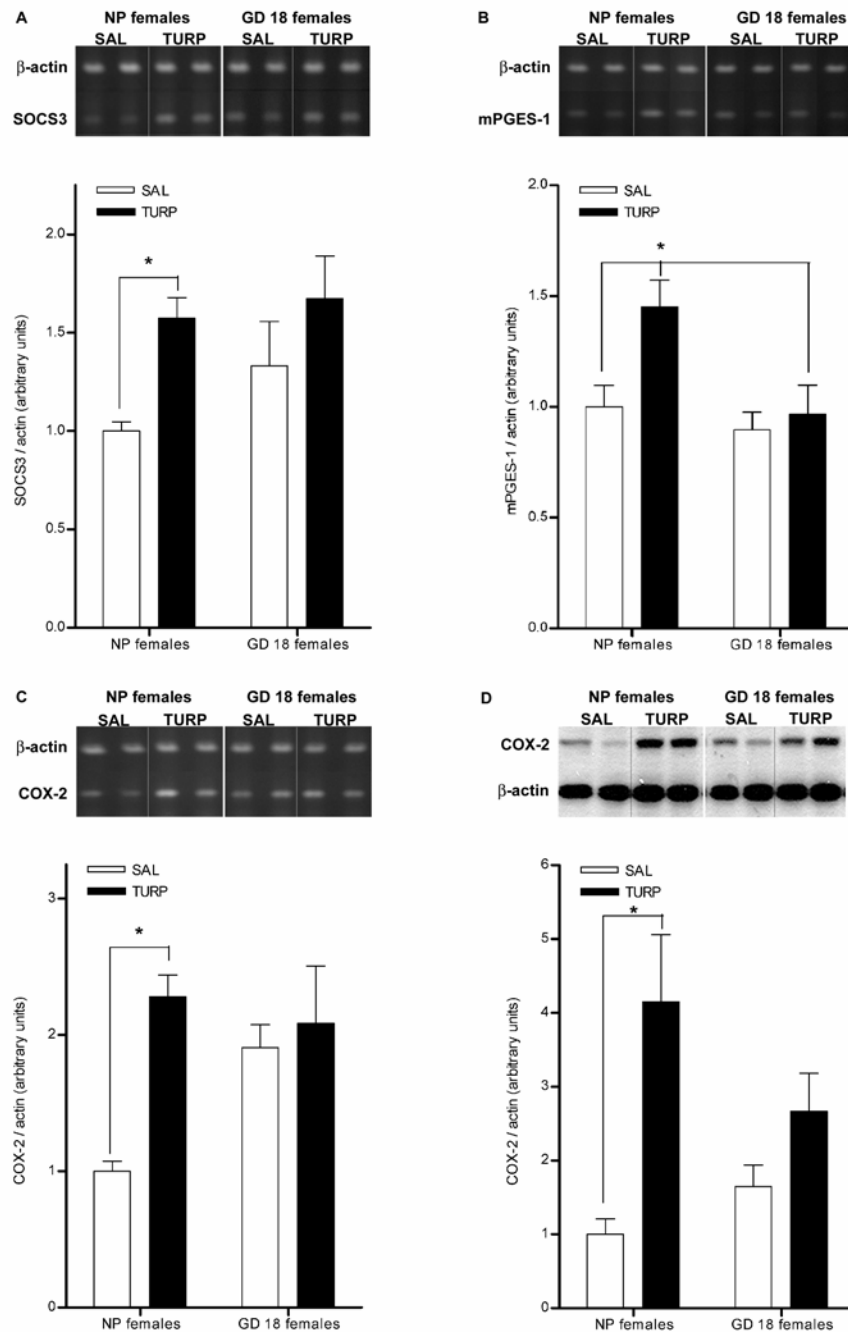 A
NP females GD 18 females
SAL TURP SAL TURP
β-actin
SOCS3
SAL
TURP
2.0
1.5
1.0
0.5
0.0
SOCS3 / actin (arbitrary units)
*
NP females GD 18 females
B
NP females GD 18 females
SAL TURP SAL TURP
β-actin
mPGES-1
2.0
1.5
1.0
0.5
0.0
mPGES-1 / actin (arbitrary units)
SAL
TURP
*
NP females GD 18 females
C
NP females GD 18 females
SAL TURP SAL TURP
β-actin
COX-2
3
2
1
0
COX-2 / actin (arbitrary units)
SAL
TURP
*
NP females GD 18 females
D
NP females GD 18 females
SAL TURP SAL TURP
COX-2
β-actin
6
5
4
3
2
1
0
COX-2 / actin (arbitrary units)
SAL
TURP
*
NP females GD 18 females